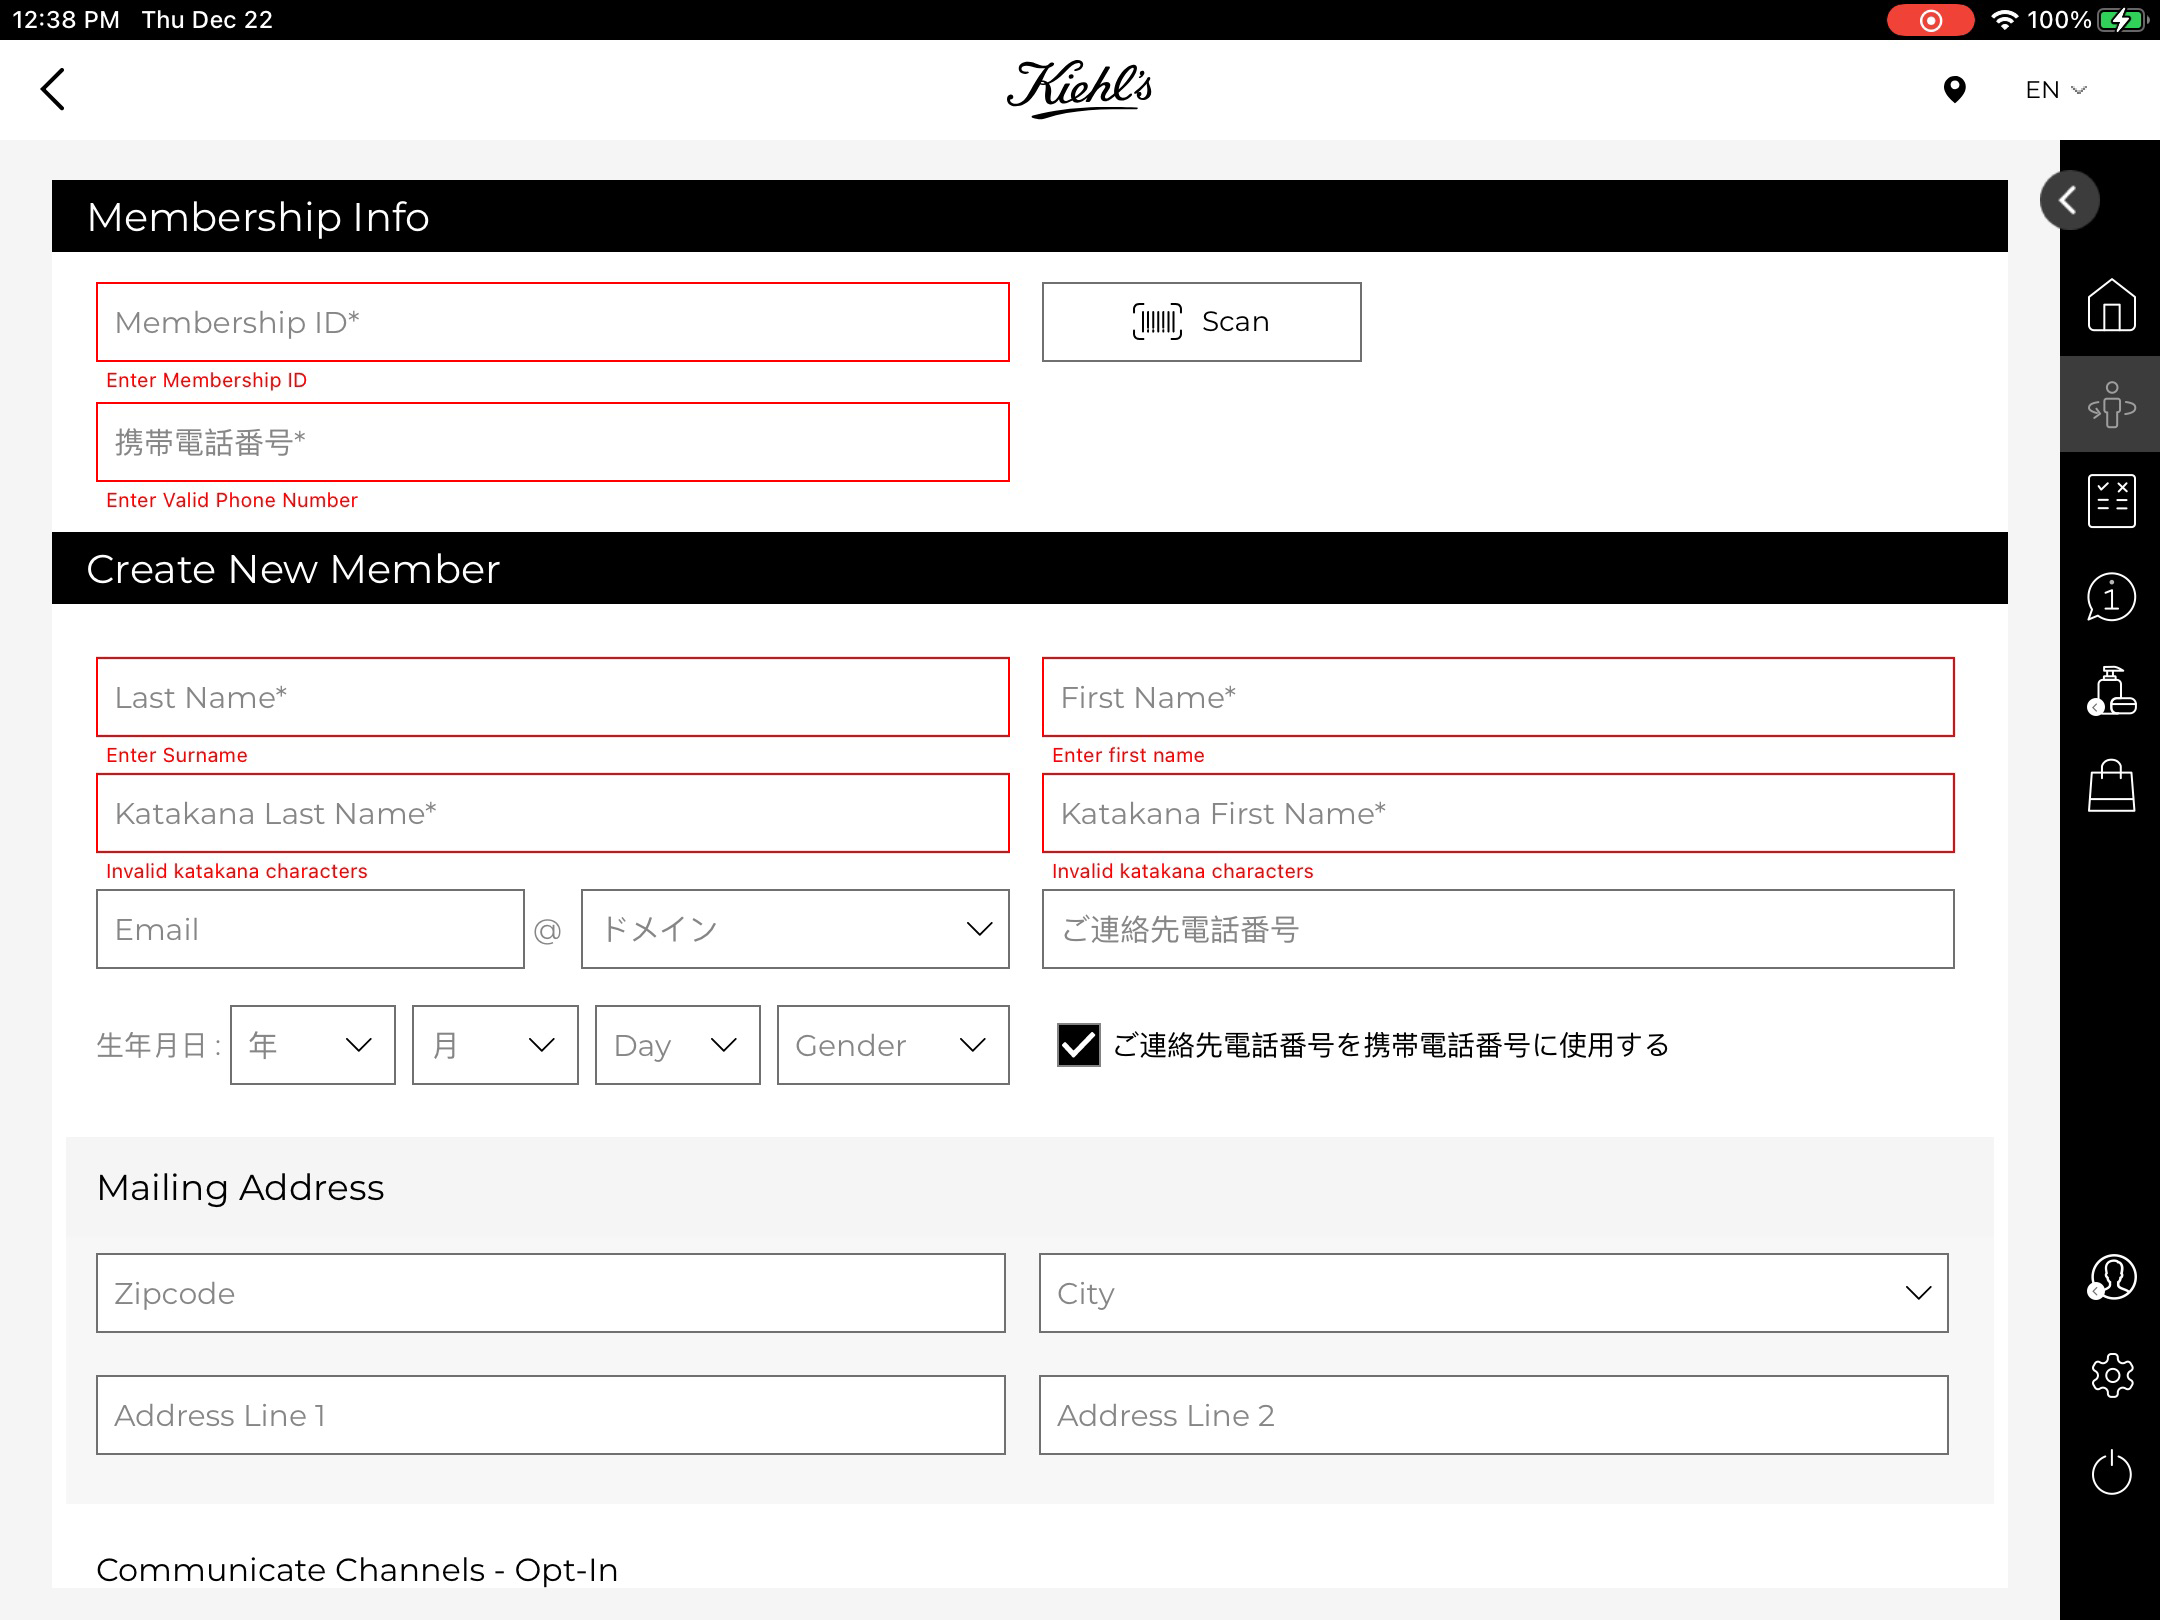 12:38 PM Thu Dec 22 100%
Kiehl's
EN
Membership Info
Membership ID* Scan
Enter Membership ID
携帯電話番号*
Enter Valid Phone Number
Create New Member
Last Name* First Name*
Enter Surname Enter first name
Katakana Last Name* Katakana First Name*
Invalid katakana characters Invalid katakana characters
Email @ ドメイン ご連絡先電話番号
生年月日 : 年 月 Day Gender ご連絡先電話番号を携帯電話番号に使用する
Mailing Address
Zipcode City
Address Line 1 Address Line 2
Communicate Channels - Opt-In